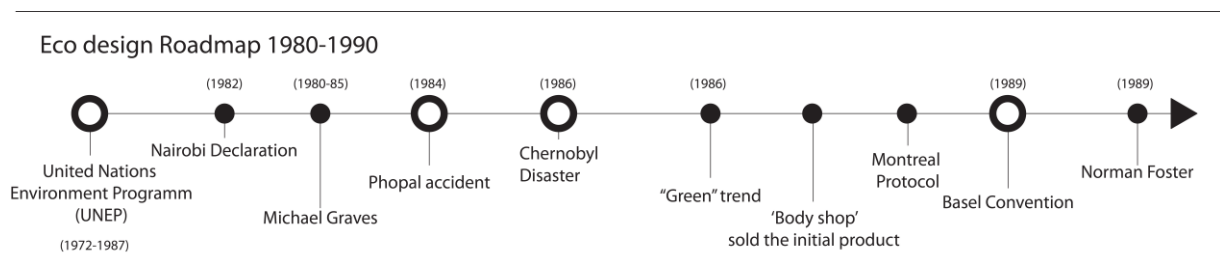 Eco design Roadmap 1980-1990
(1982)
(1980-85)
(1984)
(1986)
(1986)
(1989)
(1989)
United Nations
Environment Programm
(UNEP)
(1972-1987)
Nairobi Declaration
Michael Graves
Phopal accident
Chernobyl
Disaster
“Green” trend
‘Body shop’
sold the initial product
Montreal
Protocol
Basel Convention
Norman Foster